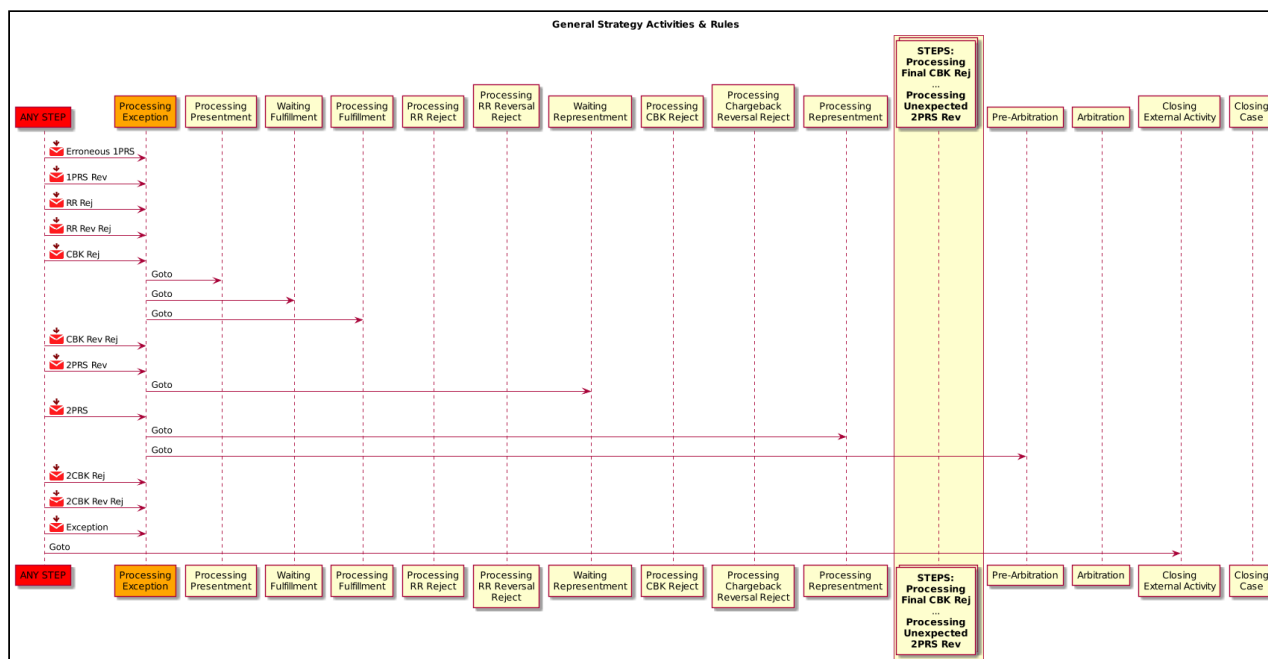 General Strategy Activities & Rules
ANY STEP
Processing
Exception
Processing
Presentment
Waiting
Fulfillment
Processing
Fulfillment
Processing
RR Reject
Processing
RR Reversal
Reject
Waiting
Representment
Processing
CBK Reject
Processing
Chargeback
Reversal Reject
Processing
Representment
STEPS:
Processing
Final CBK Rej
...
Processing
Unexpected
2PRS Rev
Pre-Arbitration
Arbitration
Closing
External Activity
Closing
Case
Erroneous 1PRS
1PRS Rev
RR Rej
RR Rev Rej
CBK Rej
Goto
Goto
Goto
CBK Rev Rej
2PRS Rev
Goto
2PRS
Goto
Goto
2CBK Rej
2CBK Rev Rej
Exception
Goto
ANY STEP
Processing
Exception
Processing
Presentment
Waiting
Fulfillment
Processing
Fulfillment
Processing
RR Reject
Processing
RR Reversal
Reject
Waiting
Representment
Processing
CBK Reject
Processing
Chargeback
Reversal Reject
Processing
Representment
STEPS:
Processing
Final CBK Rej
...
Processing
Unexpected
2PRS Rev
Pre-Arbitration
Arbitration
Closing
External Activity
Closing
Case